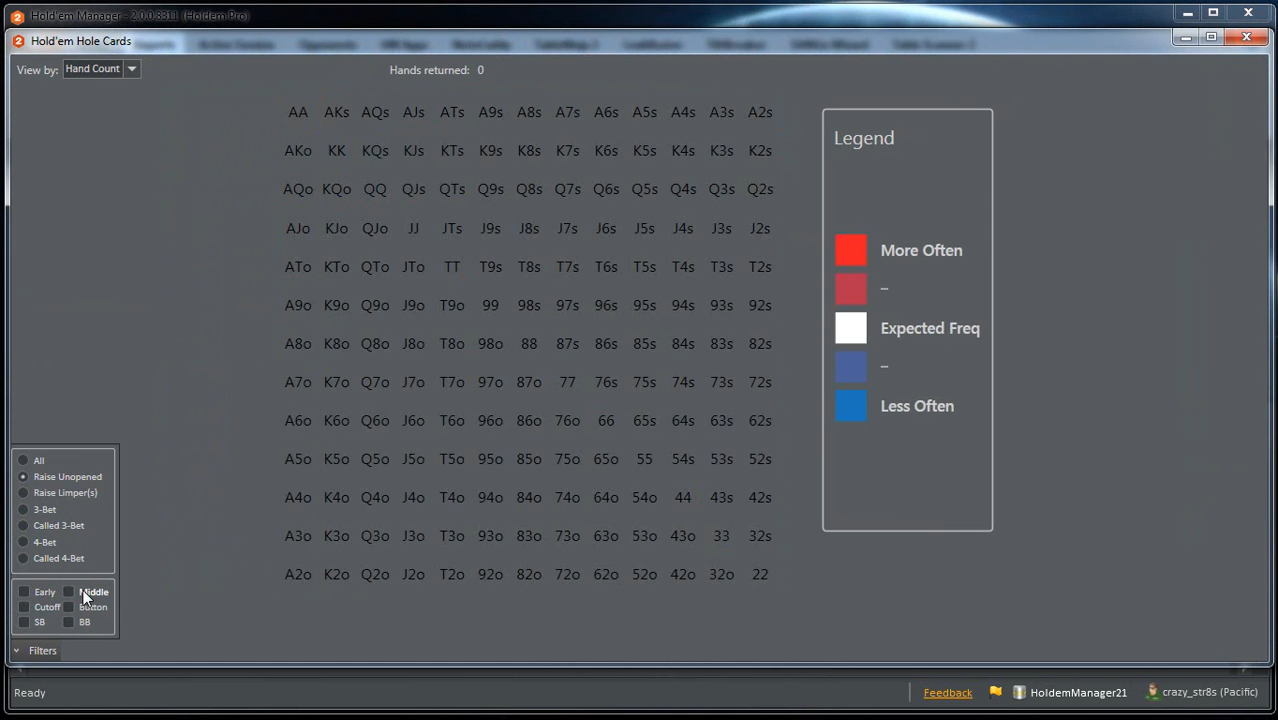 Hold'em Manager - 2.0.0.8311 (Holdem Pro)
Hold'em Hole Cards
View by: Hand Count
Hands returned: 0
AA AKs AQs AJs ATs A9s A8s A7s A6s A5s A4s A3s A2s
AKo KK KQs KJs KTs K9s K8s K7s K6s K5s K4s K3s K2s
AQo KQo QQ QJs QTs Q9s Q8s Q7s Q6s Q5s Q4s Q3s Q2s
AJo KJo QJo JJ JTs J9s J8s J7s J6s J5s J4s J3s J2s
ATo KTo QTo JTo TT T9s T8s T7s T6s T5s T4s T3s T2s
A9o K9o Q9o J9o T9o 99 98s 97s 96s 95s 94s 93s 92s
A8o K8o Q8o J8o T8o 98o 88 87s 86s 85s 84s 83s 82s
A7o K7o Q7o J7o T7o 97o 87o 77 76s 75s 74s 73s 72s
A6o K6o Q6o J6o T6o 96o 86o 76o 66 65s 64s 63s 62s
A5o K5o Q5o J5o T5o 95o 85o 75o 65o 55 54s 53s 52s
A4o K4o Q4o J4o T4o 94o 84o 74o 64o 54o 44 43s 42s
A3o K3o Q3o J3o T3o 93o 83o 73o 63o 53o 43o 33 32s
A2o K2o Q2o J2o T2o 92o 82o 72o 62o 52o 42o 32o 22
Legend
More Often
–
Expected Freq
–
Less Often
All
Raise Unopened
Raise Limper(s)
3-Bet
Called 3-Bet
4-Bet
Called 4-Bet
Early Middle
Cutoff Button
SB BB
Filters
Ready
Feedback HoldemManager21 crazy_str8s (Pacific)